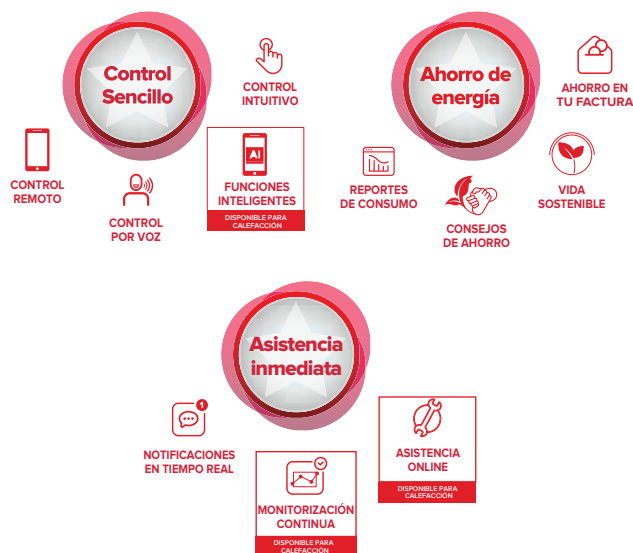 Control
Sencillo
CONTROL
INTUITIVO
CONTROL
REMOTO
CONTROL
POR VOZ
AI
FUNCIONES
INTELIGENTES
DISPONIBLE PARA
CALEFACCIÓN
Ahorro de
energía
AHORRO EN
TU FACTURA
REPORTES
DE CONSUMO
CONSEJOS
DE AHORRO
VIDA
SOSTENIBLE
Asistencia
inmediata
1
NOTIFICACIONES
EN TIEMPO REAL
MONITORIZACIÓN
CONTINUA
DISPONIBLE PARA
CALEFACCIÓN
ASISTENCIA
ONLINE
DISPONIBLE PARA
CALEFACCIÓN